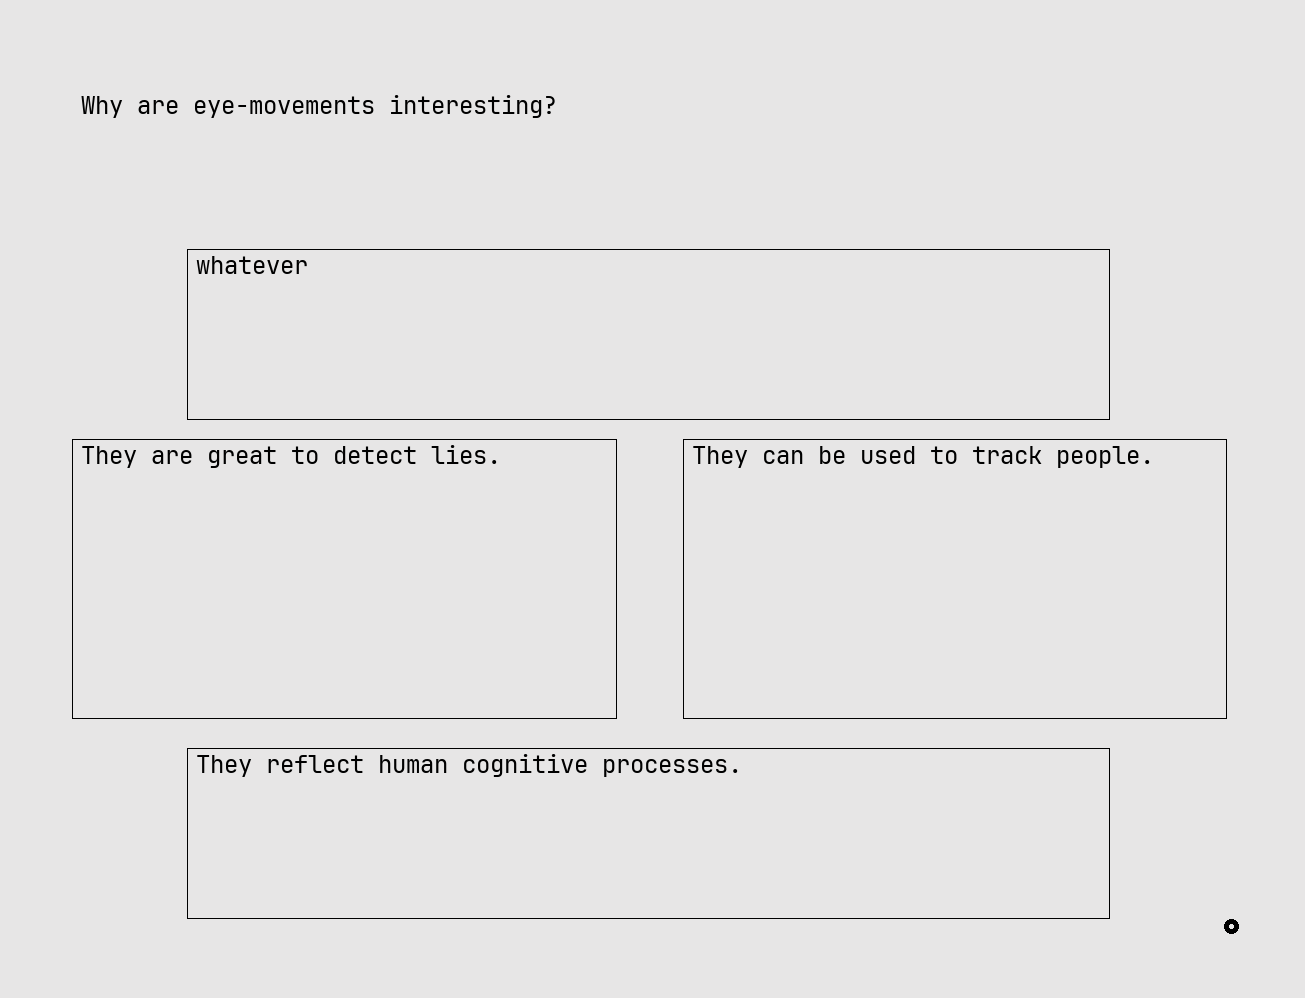 Why are eye-movements interesting?
whatever
They are great to detect lies.
They can be used to track people.
They reflect human cognitive processes.